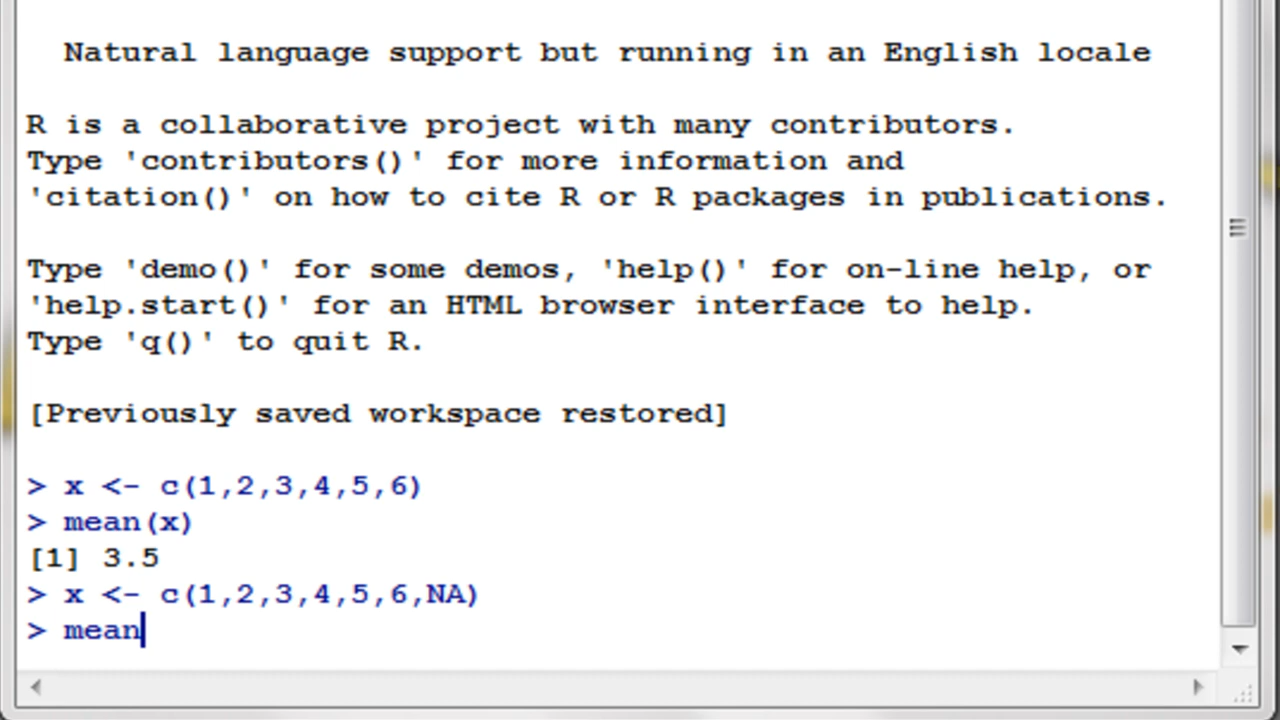 Natural language support but running in an English locale
R is a collaborative project with many contributors.
Type 'contributors()' for more information and
'citation()' on how to cite R or R packages in publications.
Type 'demo()' for some demos, 'help()' for on-line help, or
'help.start()' for an HTML browser interface to help.
Type 'q()' to quit R.
[Previously saved workspace restored]
> x <- c(1,2,3,4,5,6)
> mean(x)
[1] 3.5
> x <- c(1,2,3,4,5,6,NA)
> mean